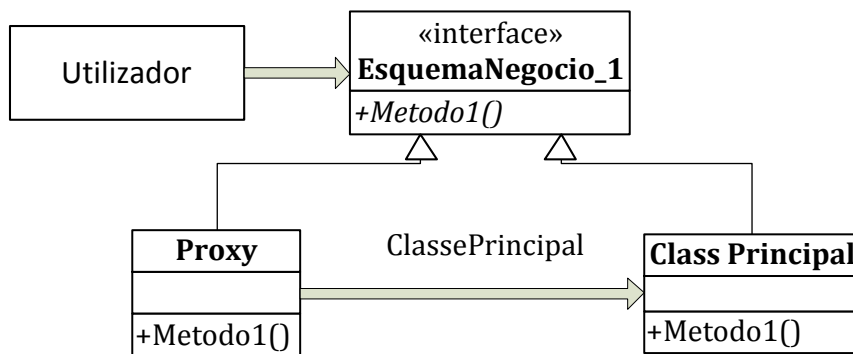 Utilizador
«interface»
EsquemaNegocio_1
+Metodo1()
Proxy
ClassePrincipal
Class Principal
+Metodo1()
+Metodo1()